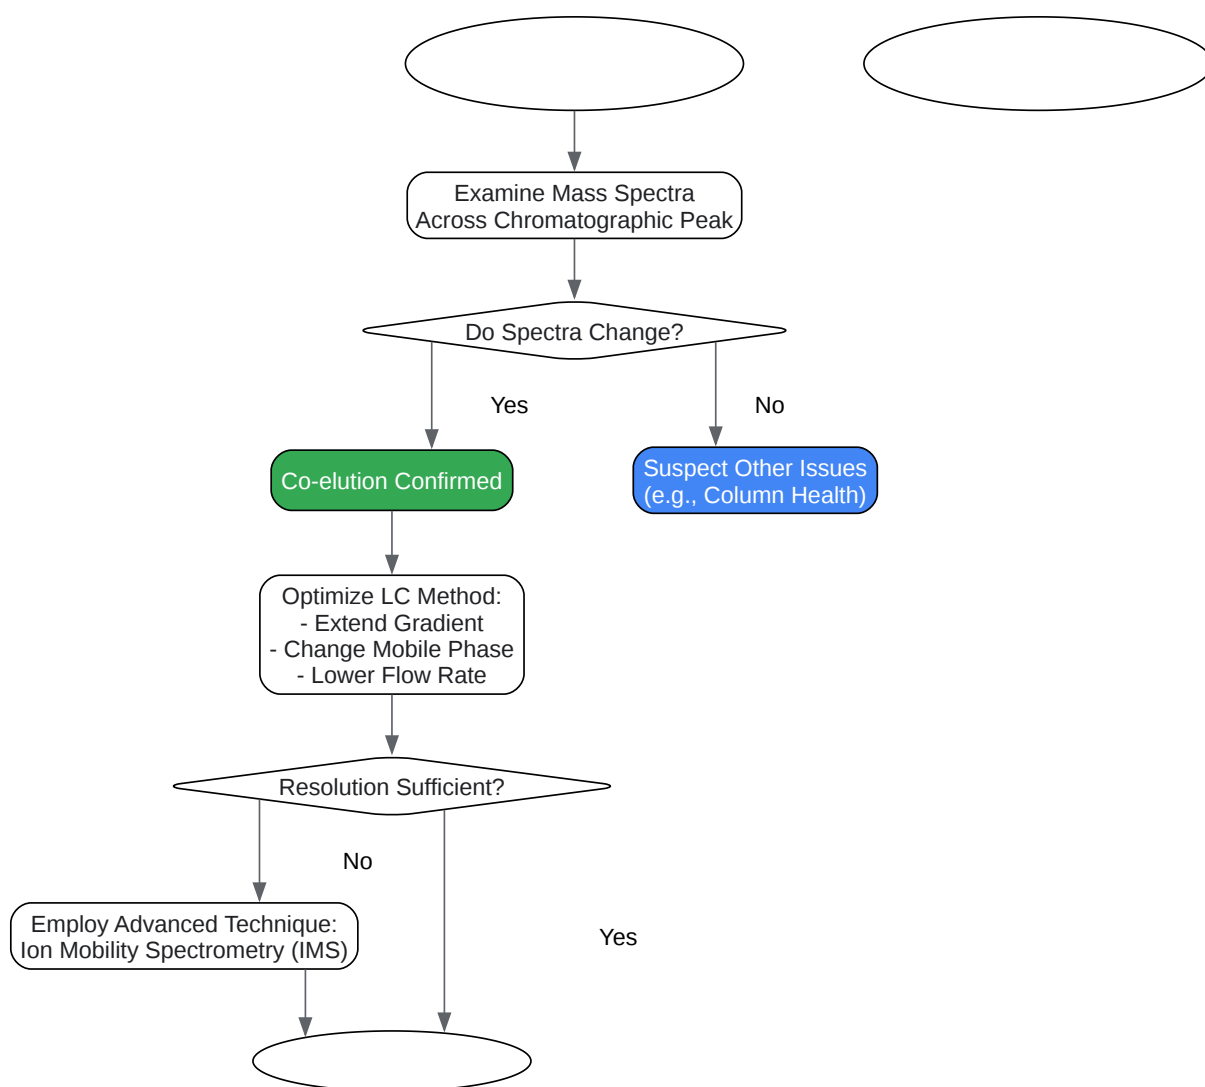 Examine Mass Spectra
Across Chromatographic Peak
Do Spectra Change?
Yes
No
Co-elution Confirmed
Suspect Other Issues
(e.g., Column Health)
Optimize LC Method:
- Extend Gradient
- Change Mobile Phase
- Lower Flow Rate
Resolution Sufficient?
No
Employ Advanced Technique:
Ion Mobility Spectrometry (IMS)
Yes